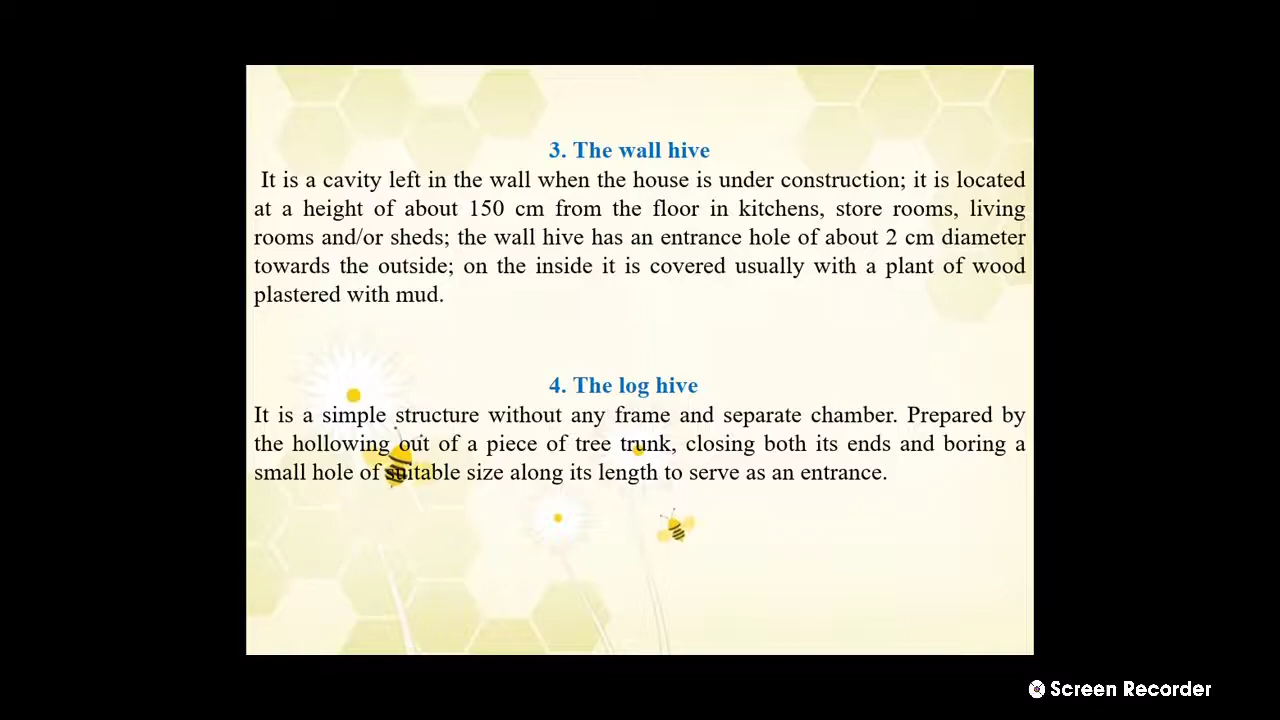 3. The wall hive
It is a cavity left in the wall when the house is under construction; it is located
at a height of about 150 cm from the floor in kitchens, store rooms, living
rooms and/or sheds; the wall hive has an entrance hole of about 2 cm diameter
towards the outside; on the inside it is covered usually with a plant of wood
plastered with mud.
4. The log hive
It is a simple structure without any frame and separate chamber. Prepared by
the hollowing out of a piece of tree trunk, closing both its ends and boring a
small hole of suitable size along its length to serve as an entrance.
Screen Recorder